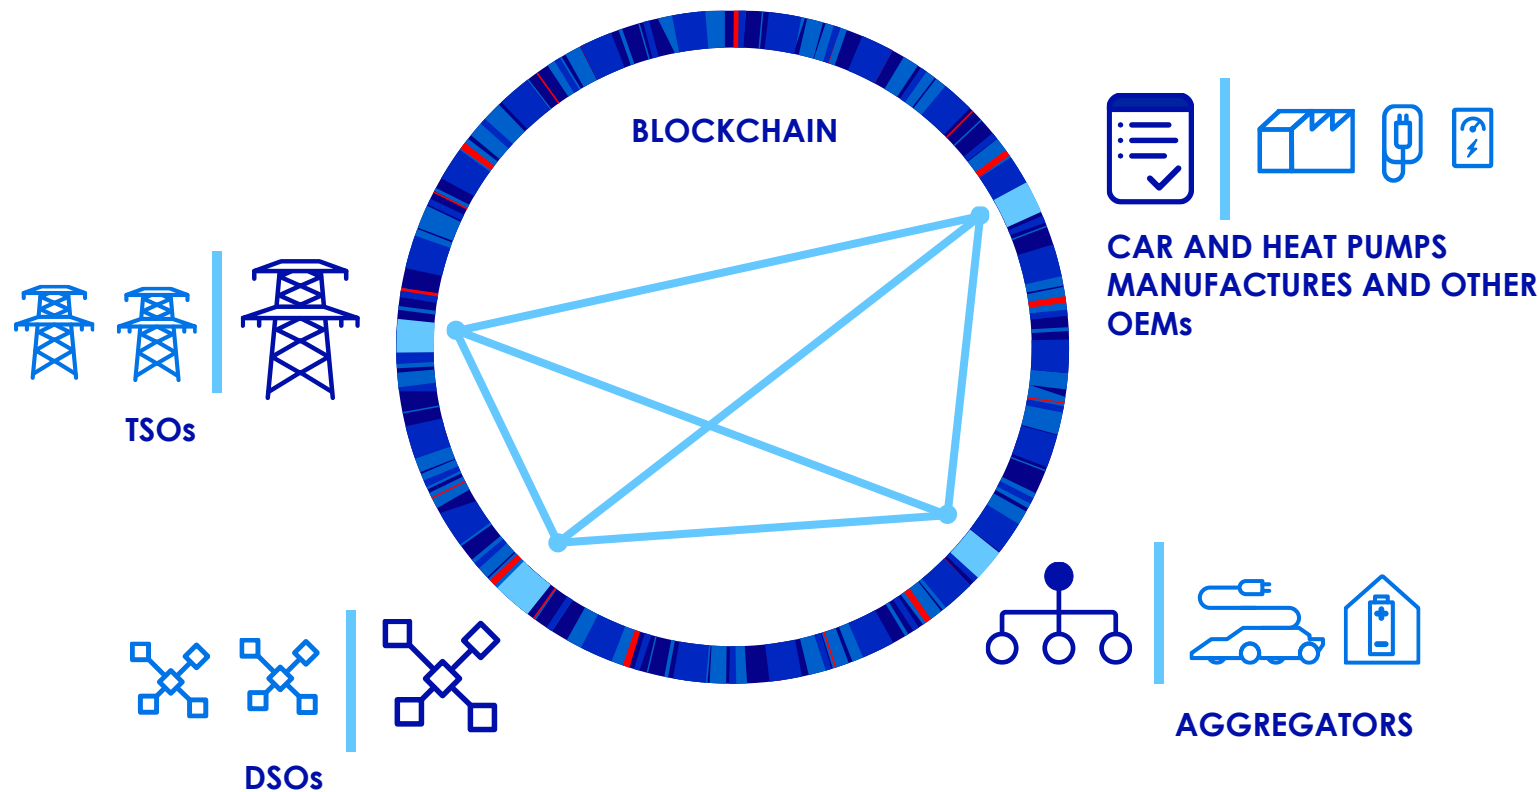 BLOCKCHAIN
CAR AND HEAT PUMPS
MANUFACTURES AND OTHER
OEMs
TSOs
AGGREGATORS
DSOs